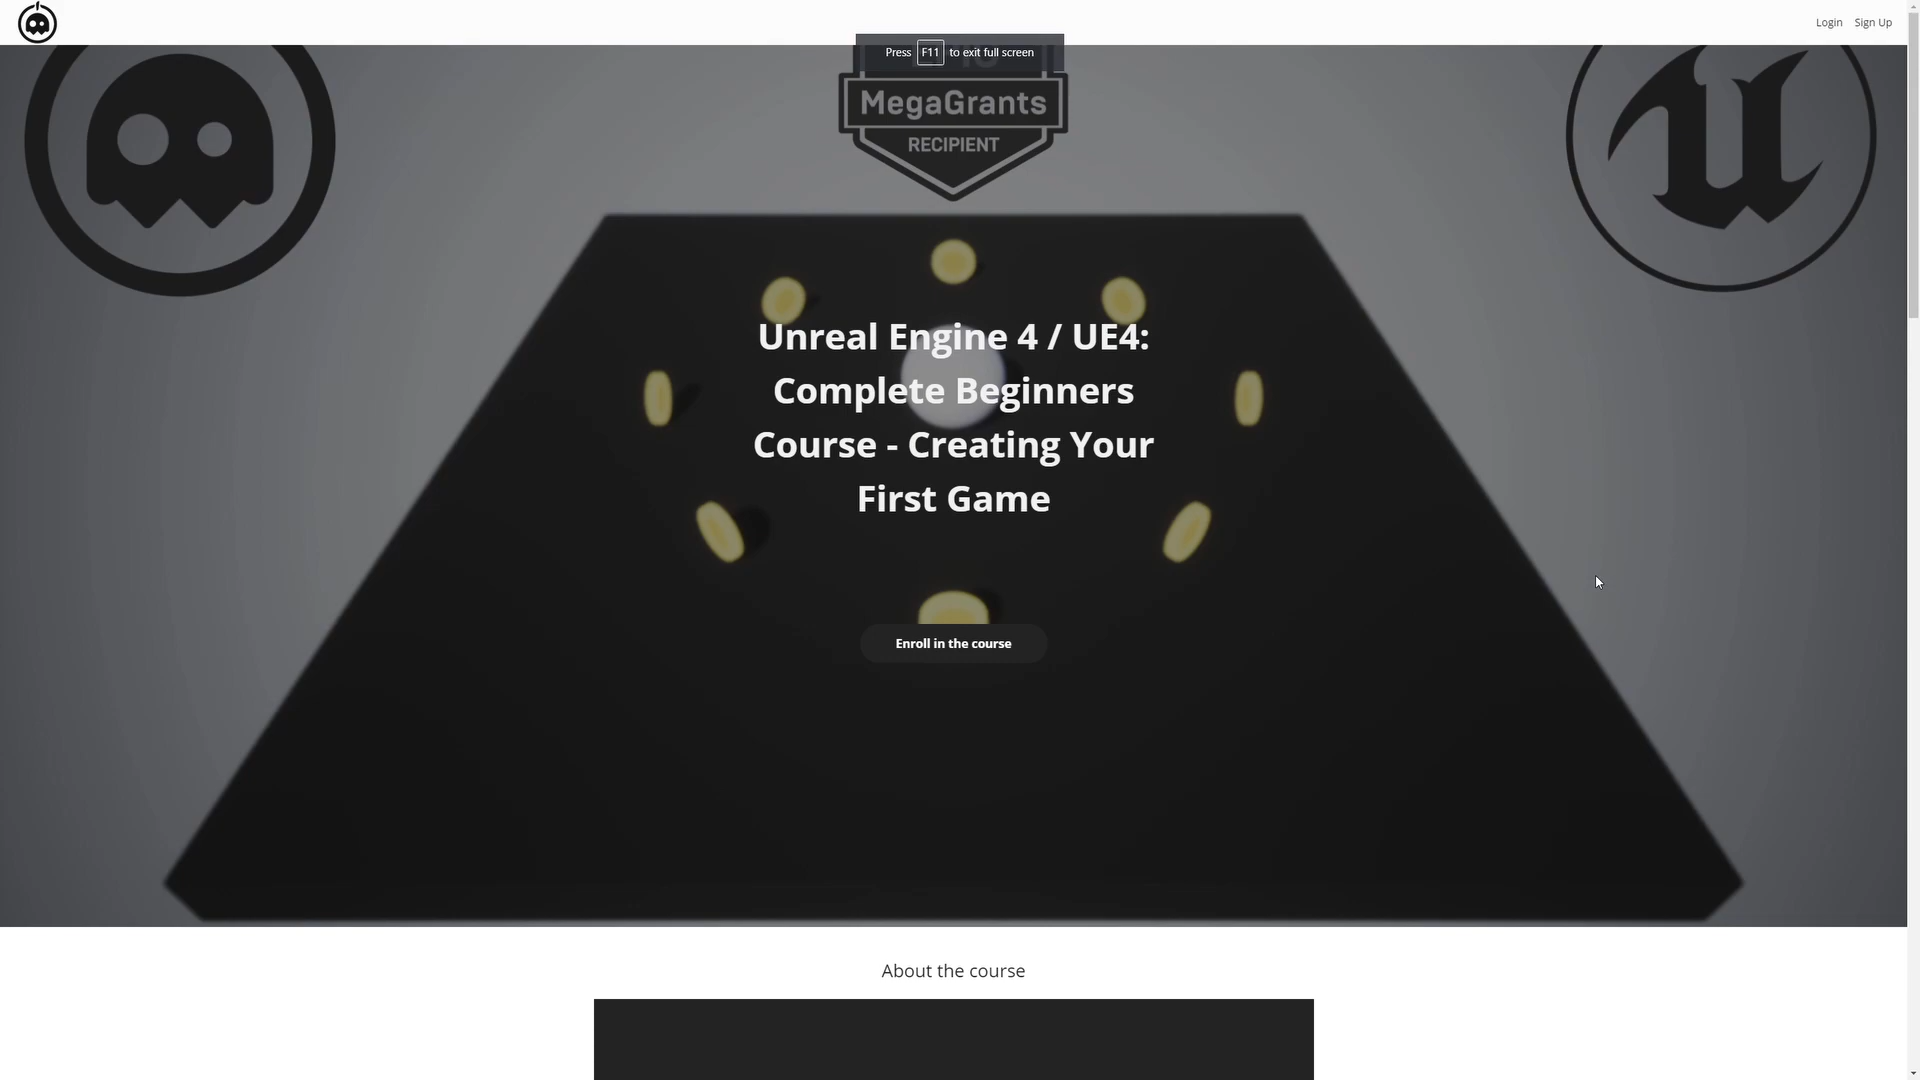 Login Sign Up
Press F11 to exit full screen
MegaGrants
RECIPIENT
Unreal Engine 4 / UE4:
Complete Beginners
Course - Creating Your
First Game
Enroll in the course
About the course